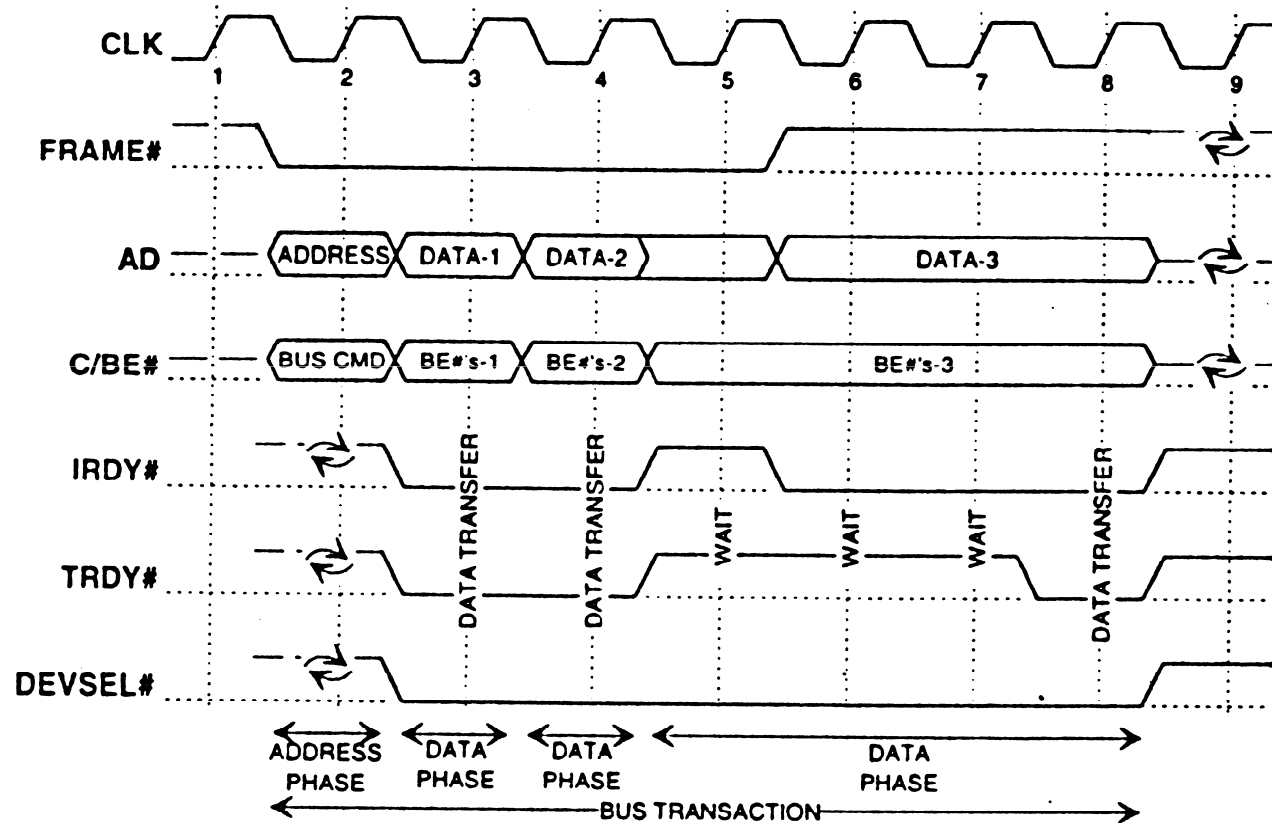 CLK
1 2 3 4 5 6 7 8 9
FRAME#
AD
ADDRESS DATA-1 DATA-2 DATA-3
C/BE#
BUS CMD BE#'s-1 BE#'s-2 BE#'s-3
IRDY#
DATA TRANSFER
DATA TRANSFER
WAIT
WAIT
WAIT
DATA TRANSFER
TRDY#
DEVSEL#
ADDRESS
PHASE
DATA
PHASE
DATA
PHASE
DATA
PHASE
BUS TRANSACTION